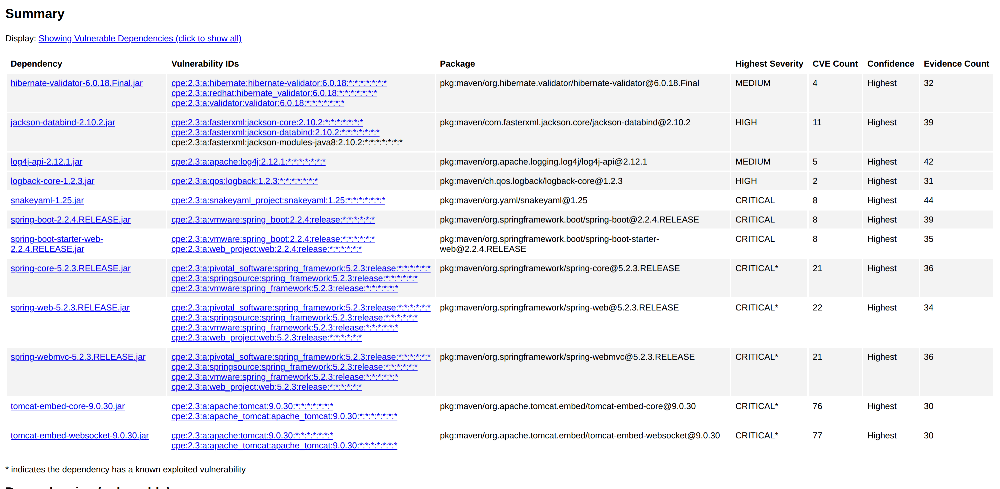 Summary
Display: Showing Vulnerable Dependencies (click to show all)
Dependency Vulnerability IDs Package Highest Severity CVE Count Confidence Evidence Count
hibernate-validator-6.0.18.Final.jar cpe:2.3:a:hibernate:hibernate-validator:6.0.18:*:*:*:*:*:*:* pkg:maven/org.hibernate.validator/hibernate-validator@6.0.18.Final MEDIUM 4 Highest 32
cpe:2.3:a:redhat:hibernate_validator:6.0.18:*:*:*:*:*:*:*
cpe:2.3:a:validator:validator:6.0.18:*:*:*:*:*:*:*
jackson-databind-2.10.2.jar cpe:2.3:a:fasterxml:jackson-core:2.10.2:*:*:*:*:*:*:* pkg:maven/com.fasterxml.jackson.core/jackson-databind@2.10.2 HIGH 11 Highest 39
cpe:2.3:a:fasterxml:jackson-databind:2.10.2:*:*:*:*:*:*:*
cpe:2.3:a:fasterxml:jackson-modules-java8:2.10.2:*:*:*:*:*:*:*
log4j-api-2.12.1.jar cpe:2.3:a:apache:log4j:2.12.1:*:*:*:*:*:*:* pkg:maven/org.apache.logging.log4j/log4j-api@2.12.1 MEDIUM 5 Highest 42
logback-core-1.2.3.jar cpe:2.3:a:qos:logback:1.2.3:*:*:*:*:*:*:* pkg:maven/ch.qos.logback/logback-core@1.2.3 HIGH 2 Highest 31
snakeyaml-1.25.jar cpe:2.3:a:snakeyaml_project:snakeyaml:1.25:*:*:*:*:*:*:* pkg:maven/org.yaml/snakeyaml@1.25 CRITICAL 8 Highest 44
spring-boot-2.2.4.RELEASE.jar cpe:2.3:a:vmware:spring_boot:2.2.4:release:*:*:*:*:*:* pkg:maven/org.springframework.boot/spring-boot@2.2.4.RELEASE CRITICAL 8 Highest 39
spring-boot-starter-web- cpe:2.3:a:vmware:spring_boot:2.2.4:release:*:*:*:*:*:* pkg:maven/org.springframework.boot/spring-boot-starter- CRITICAL 8 Highest 35
2.2.4.RELEASE.jar cpe:2.3:a:web_project:web:2.2.4:release:*:*:*:*:*:* web@2.2.4.RELEASE
spring-core-5.2.3.RELEASE.jar cpe:2.3:a:pivotal_software:spring_framework:5.2.3:release:*:*:*:*:*:* pkg:maven/org.springframework/spring-core@5.2.3.RELEASE CRITICAL* 21 Highest 36
cpe:2.3:a:springsource:spring_framework:5.2.3:release:*:*:*:*:*:*
cpe:2.3:a:vmware:spring_framework:5.2.3:release:*:*:*:*:*:*
spring-web-5.2.3.RELEASE.jar cpe:2.3:a:pivotal_software:spring_framework:5.2.3:release:*:*:*:*:*:* pkg:maven/org.springframework/spring-web@5.2.3.RELEASE CRITICAL* 22 Highest 34
cpe:2.3:a:springsource:spring_framework:5.2.3:release:*:*:*:*:*:*
cpe:2.3:a:vmware:spring_framework:5.2.3:release:*:*:*:*:*:*
cpe:2.3:a:web_project:web:5.2.3:release:*:*:*:*:*:*
spring-webmvc-5.2.3.RELEASE.jar cpe:2.3:a:pivotal_software:spring_framework:5.2.3:release:*:*:*:*:*:* pkg:maven/org.springframework/spring-webmvc@5.2.3.RELEASE CRITICAL* 21 Highest 36
cpe:2.3:a:springsource:spring_framework:5.2.3:release:*:*:*:*:*:*
cpe:2.3:a:vmware:spring_framework:5.2.3:release:*:*:*:*:*:*
cpe:2.3:a:web_project:web:5.2.3:release:*:*:*:*:*:*
tomcat-embed-core-9.0.30.jar cpe:2.3:a:apache:tomcat:9.0.30:*:*:*:*:*:*:* pkg:maven/org.apache.tomcat.embed/tomcat-embed-core@9.0.30 CRITICAL* 76 Highest 30
cpe:2.3:a:apache_tomcat:apache_tomcat:9.0.30:*:*:*:*:*:*:*
tomcat-embed-websocket-9.0.30.jar cpe:2.3:a:apache:tomcat:9.0.30:*:*:*:*:*:*:* pkg:maven/org.apache.tomcat.embed/tomcat-embed-websocket@9.0.30 CRITICAL* 77 Highest 30
cpe:2.3:a:apache_tomcat:apache_tomcat:9.0.30:*:*:*:*:*:*:*
* indicates the dependency has a known exploited vulnerability